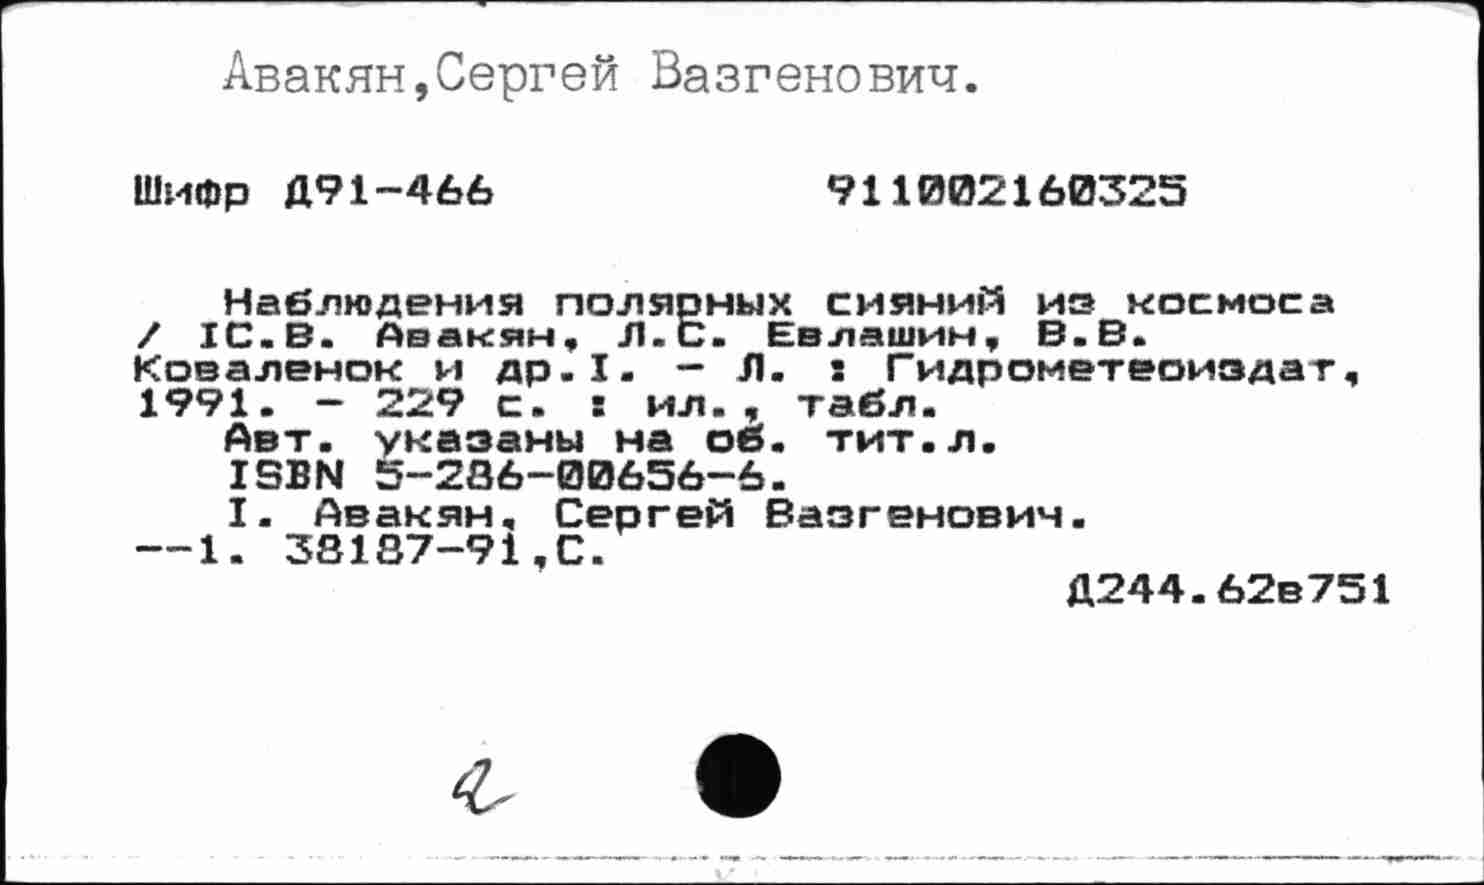 Авакян,Сергей Вазгенович.
Шифр Д91-466 911002160325
Наблюдения полярных сияний из космоса
/ IС.В. Авакян, Л.С. Евлашин, В.В.
Коваленок и др.I. - Л. : Гидрометеоиздат,
1991. - 229 с. : ил., табл.
Авт. указаны на об. тит.л.
ISBN 5-286-00656-6.
I. Авакян, Сергей Вазгенович.
--1. 38187-91,С.
Д244.62в751